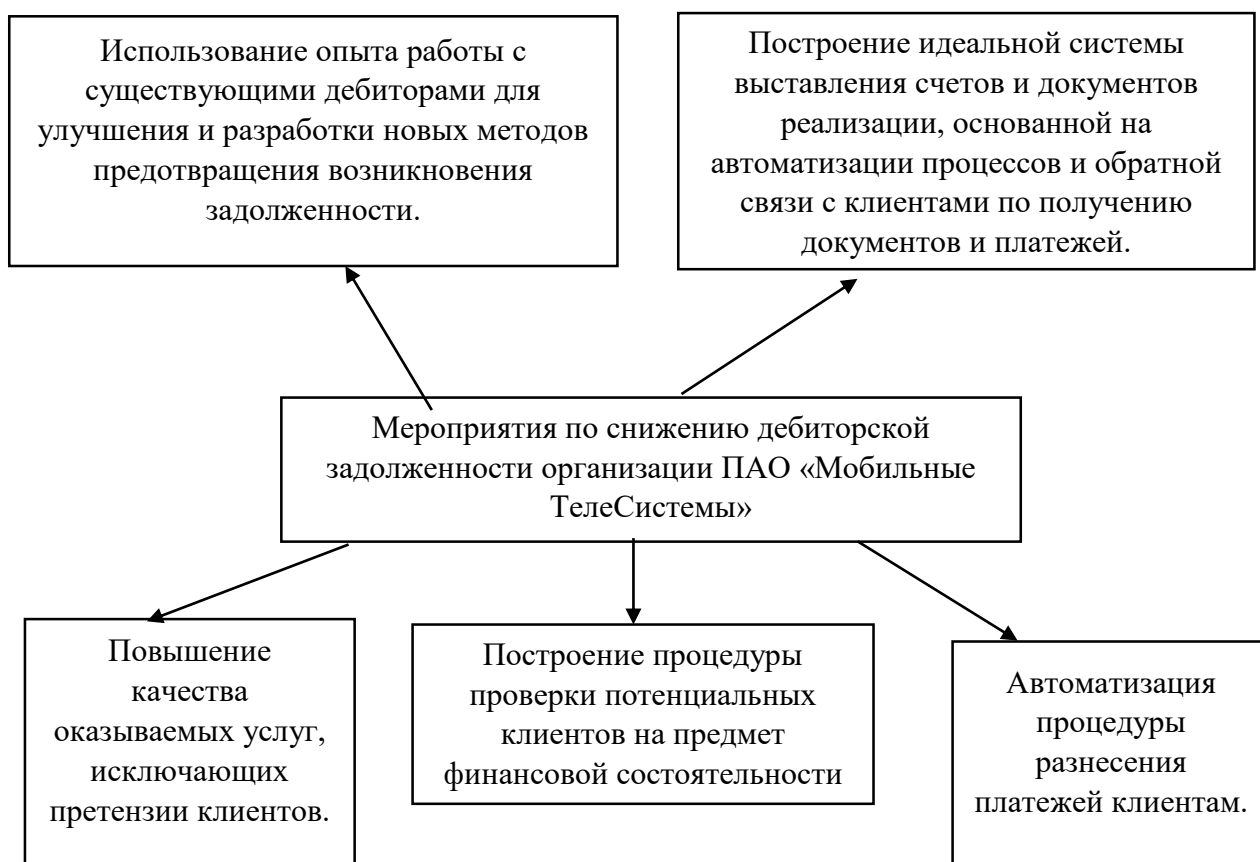 Использование опыта работы с
существующими дебиторами для
улучшения и разработки новых методов
предотвращения возникновения
задолженности.
Построение идеальной системы
выставления счетов и документов
реализации, основанной на
автоматизации процессов и обратной
связи с клиентами по получению
документов и платежей.
Мероприятия по снижению дебиторской
задолженности организации ПАО «Мобильные
ТелеСистемы»
Повышение
качества
оказываемых услуг,
исключающих
претензии клиентов.
Построение процедуры
проверки потенциальных
клиентов на предмет
финансовой состоятельности
Автоматизация
процедуры
разнесения
платежей клиентам.